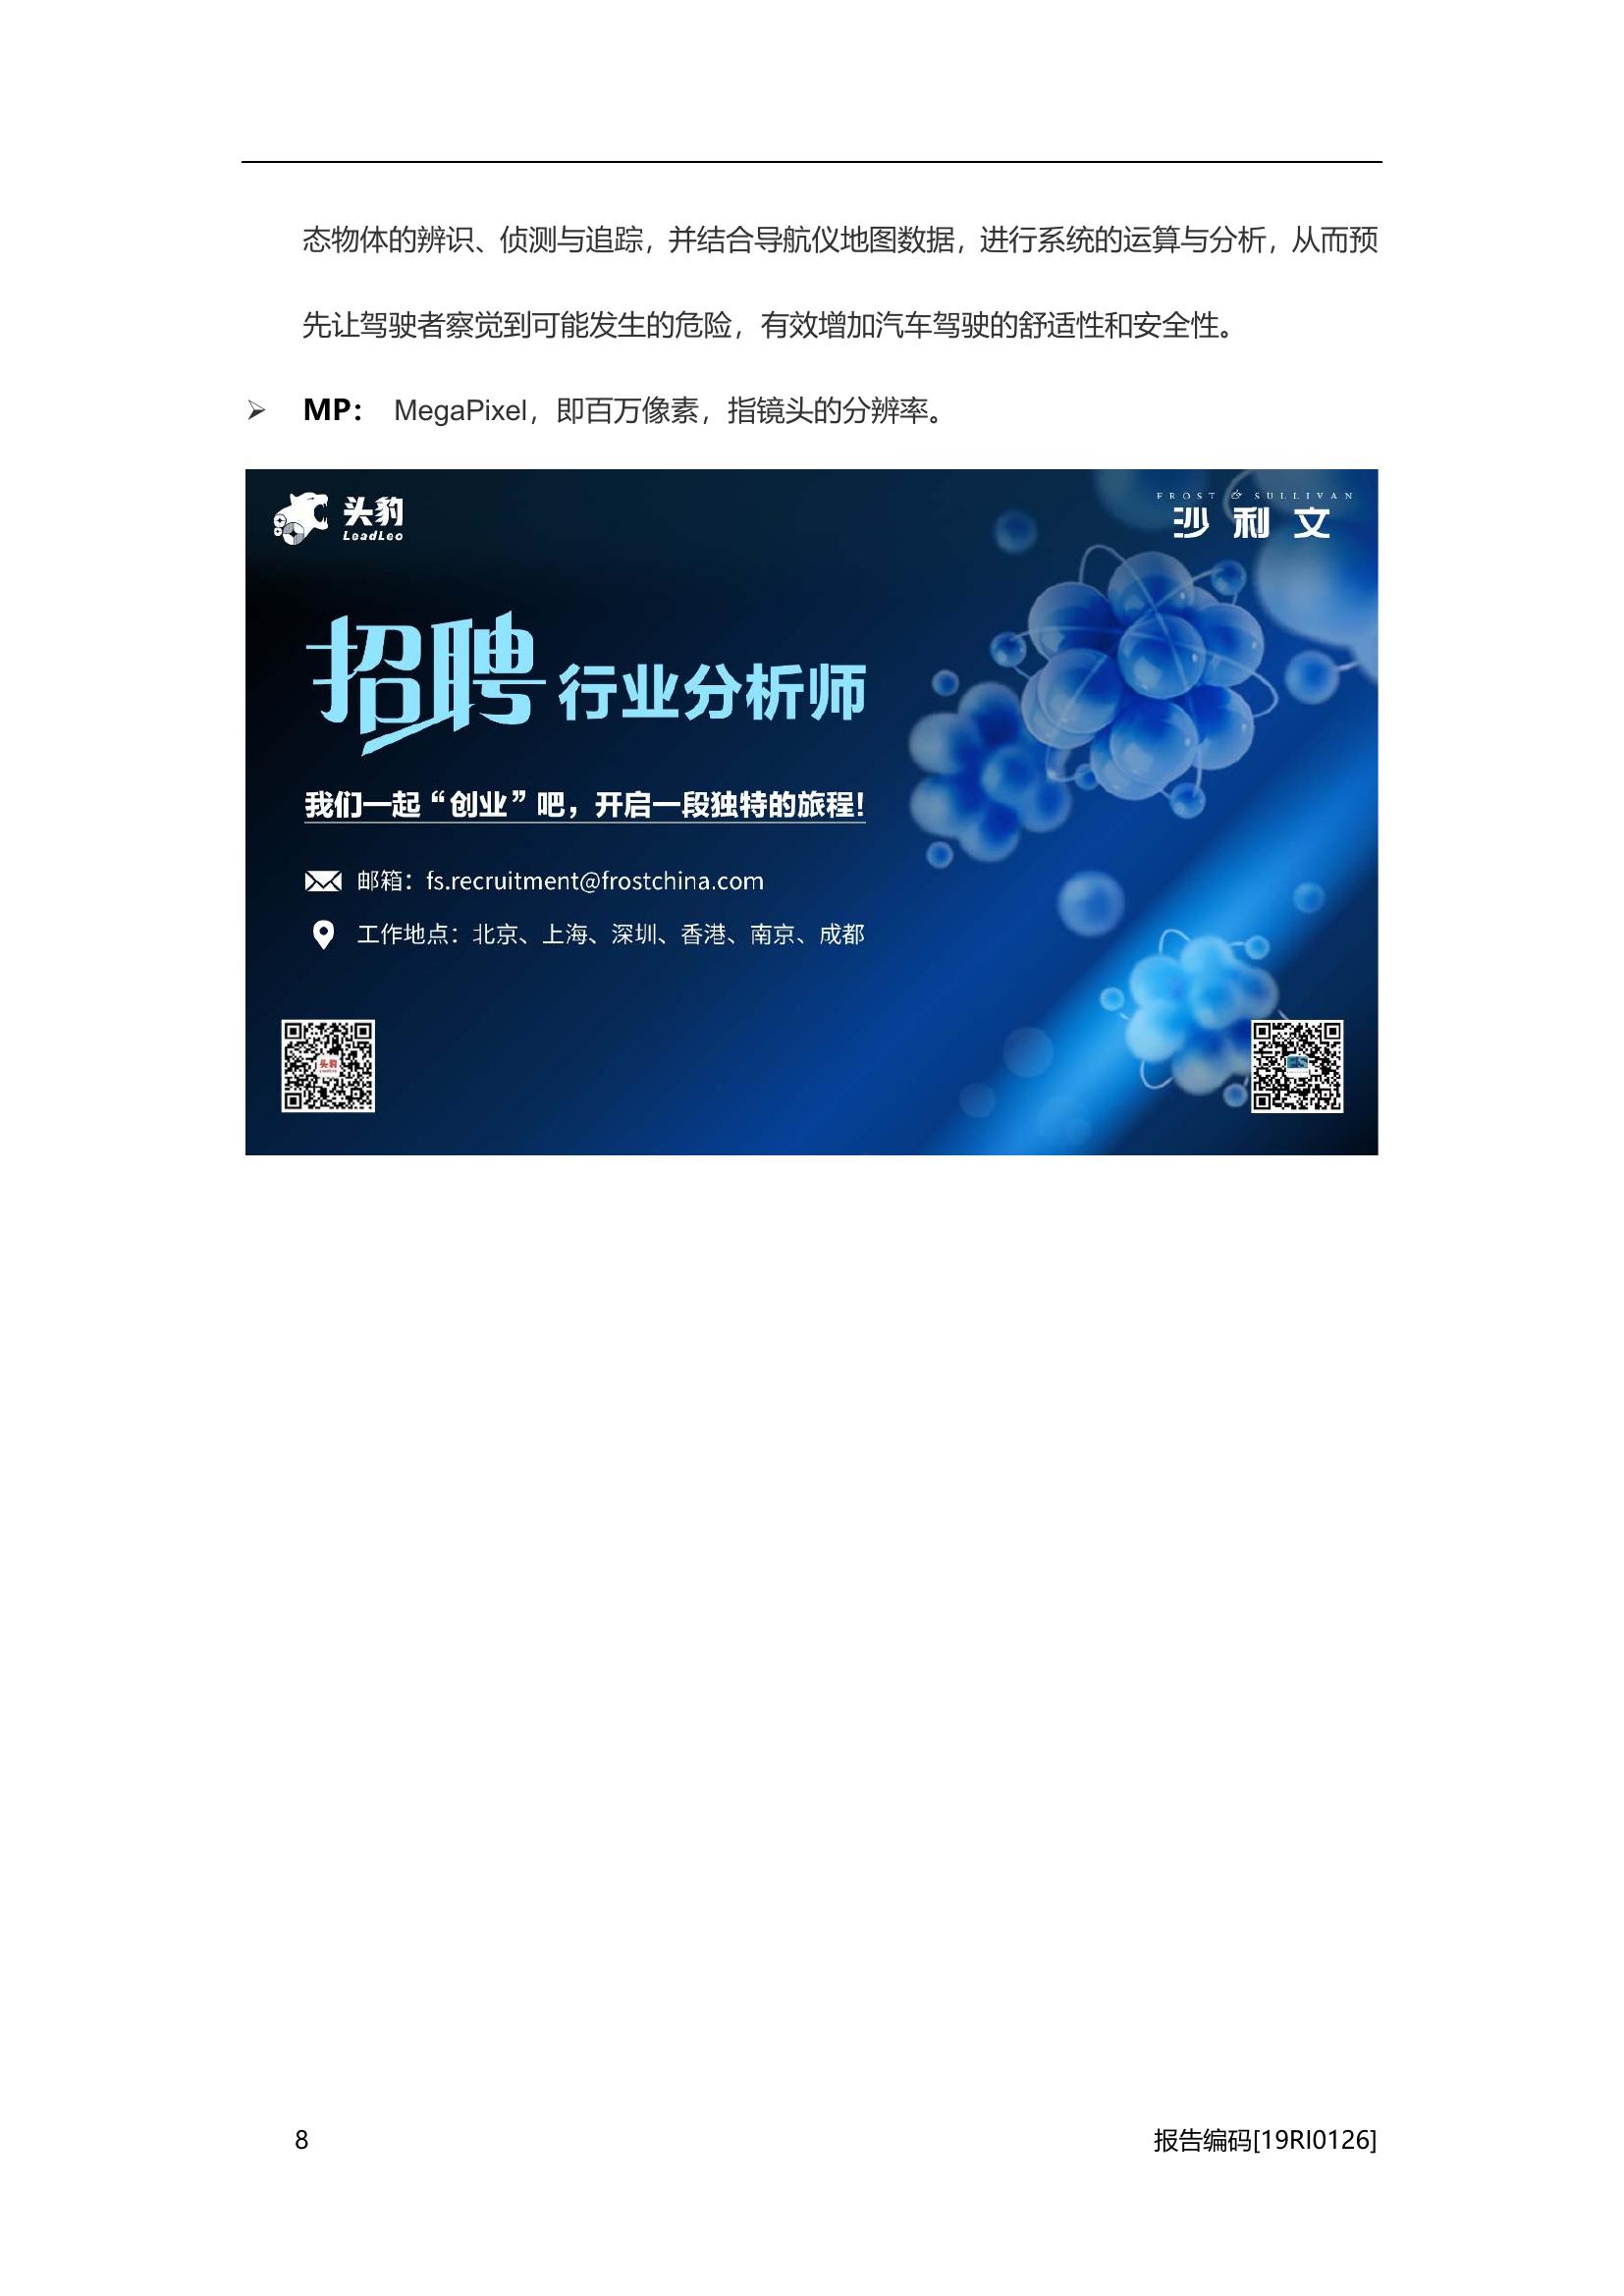 态物体的辨识、侦测与追踪，并结合导航仪地图数据，进行系统的运算与分析，从而预
先让驾驶者察觉到可能发生的危险，有效增加汽车驾驶的舒适性和安全性。
➢ MP： MegaPixel，即百万像素，指镜头的分辨率。
头豹
LeadLeo
FROST & SULLIVAN
沙利文
招聘行业分析师
我们一起“创业”吧，开启一段独特的旅程！
邮箱：fs.recruitment@frostchina.com
工作地点：北京、上海、深圳、香港、南京、成都
头豹
8 报告编码[19RI0126]